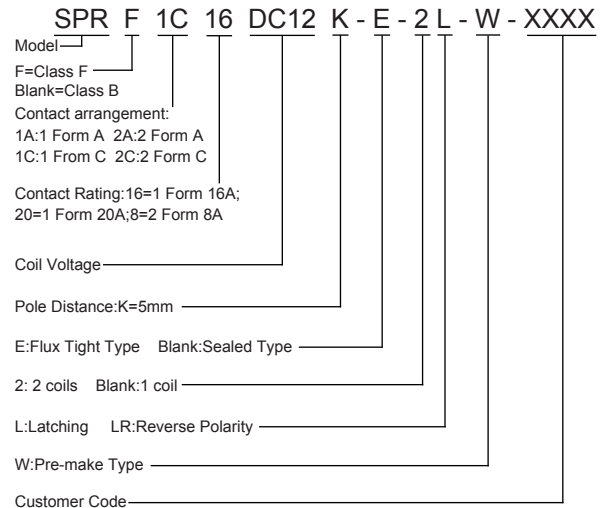 SPR F 1C 16 DC12 K - E - 2 L - W - XXXX
Model
F=Class F
Blank=Class B
Contact arrangement:
1A:1 Form A 2A:2 Form A
1C:1 From C 2C:2 Form C
Contact Rating:16=1 Form 16A;
20=1 Form 20A;8=2 Form 8A
Coil Voltage
Pole Distance:K=5mm
E:Flux Tight Type Blank:Sealed Type
2: 2 coils Blank:1 coil
L:Latching LR:Reverse Polarity
W:Pre-make Type
Customer Code